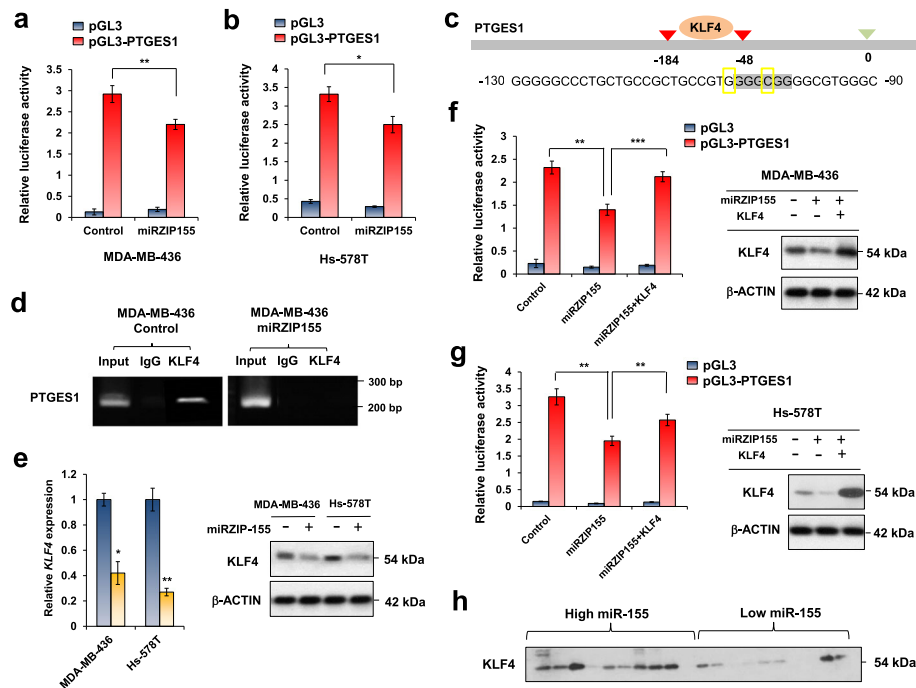 a
pGL3
pGL3-PTGES1
Relative luciferase activity
3.5
3
2.5
2
1.5
1
0.5
0
**
Control
miRZIP155
MDA-MB-436
b
pGL3
pGL3-PTGES1
Relative luciferase activity
4
3.5
3
2.5
2
1.5
1
0.5
0
*
Control
miRZIP155
Hs-578T
c
PTGES1
KLF4
-184
-48
0
-130 GGGGGCCCTGCTGCCGCTGCCGTGGGGCGGGGCGTGGGC -90
d
MDA-MB-436
Control
MDA-MB-436
miRZIP155
Input IgG KLF4
Input IgG KLF4
PTGES1
300 bp
200 bp
e
Relative KLF4 expression
1.2
1
0.8
0.6
0.4
0.2
0
*
**
MDA-MB-436
Hs-578T
MDA-MB-436 Hs-578T
miRZIP-155 – + – +
KLF4
54 kDa
β-ACTIN
42 kDa
f
pGL3
pGL3-PTGES1
Relative luciferase activity
3
2.5
2
1.5
1
0.5
0
**
***
Control
miRZIP155
miRZIP155+KLF4
MDA-MB-436
miRZIP155 – + +
KLF4 +
KLF4
54 kDa
β-ACTIN
42 kDa
g
pGL3
pGL3-PTGES1
Relative luciferase activity
4
3.5
3
2.5
2
1.5
1
0.5
0
**
**
Control
miRZIP155
miRZIP155+KLF4
Hs-578T
miRZIP155 – + +
KLF4 +
KLF4
54 kDa
β-ACTIN
42 kDa
h
High miR-155
Low miR-155
KLF4
54 kDa